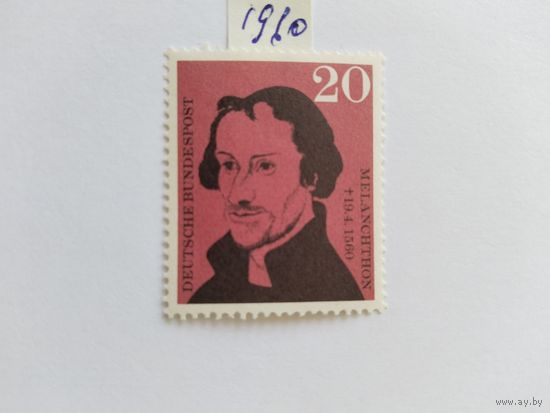 1960
20
DEUTSCHE BUNDESPOST
MELANCHTHON
† 19.4.1560
www.ay.by